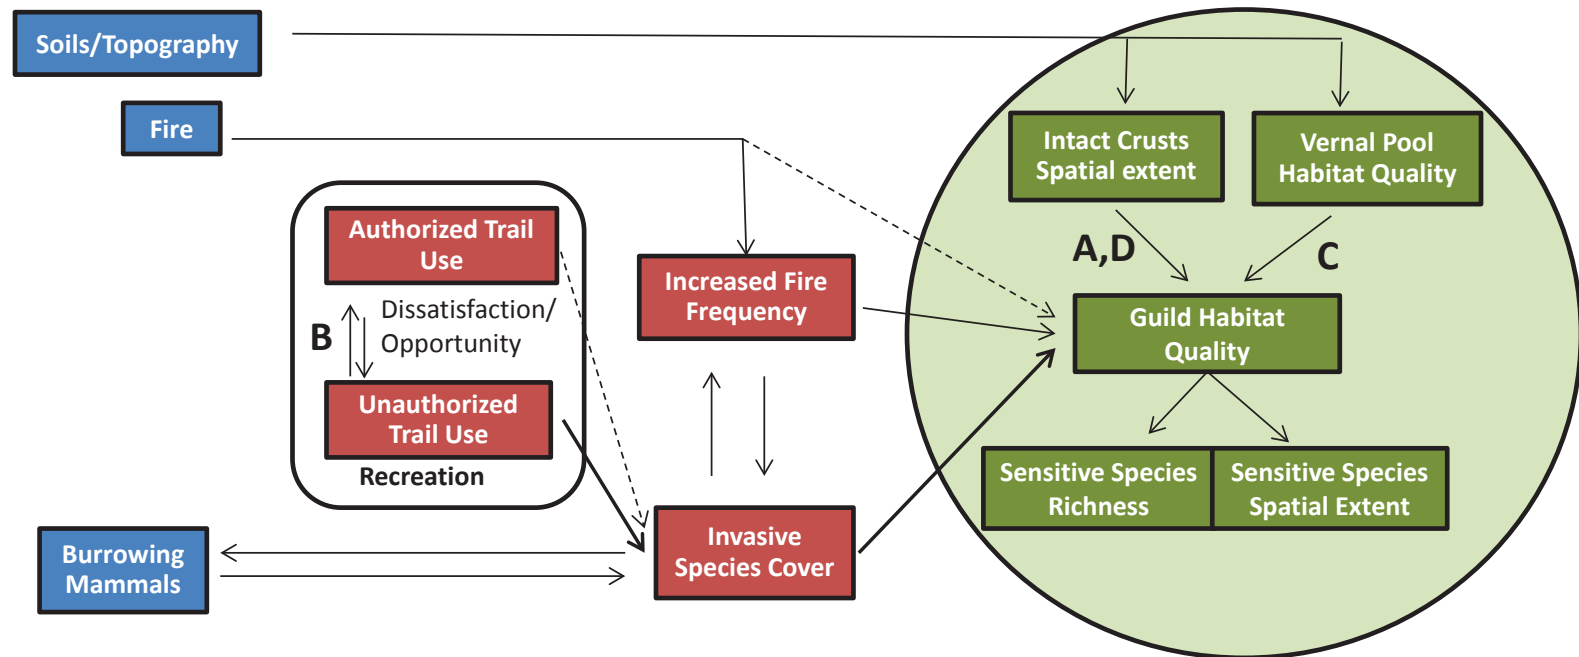 Soils/Topography
Fire
Intact Crusts
Spatial extent
Vernal Pool
Habitat Quality
Authorized Trail
Use
A,D
C
Increased Fire
Frequency
Dissatisfaction/
Opportunity
B
Guild Habitat
Quality
Unauthorized
Trail Use
Recreation
Sensitive Species
Richness
Sensitive Species
Spatial Extent
Burrowing
Mammals
Invasive
Species Cover